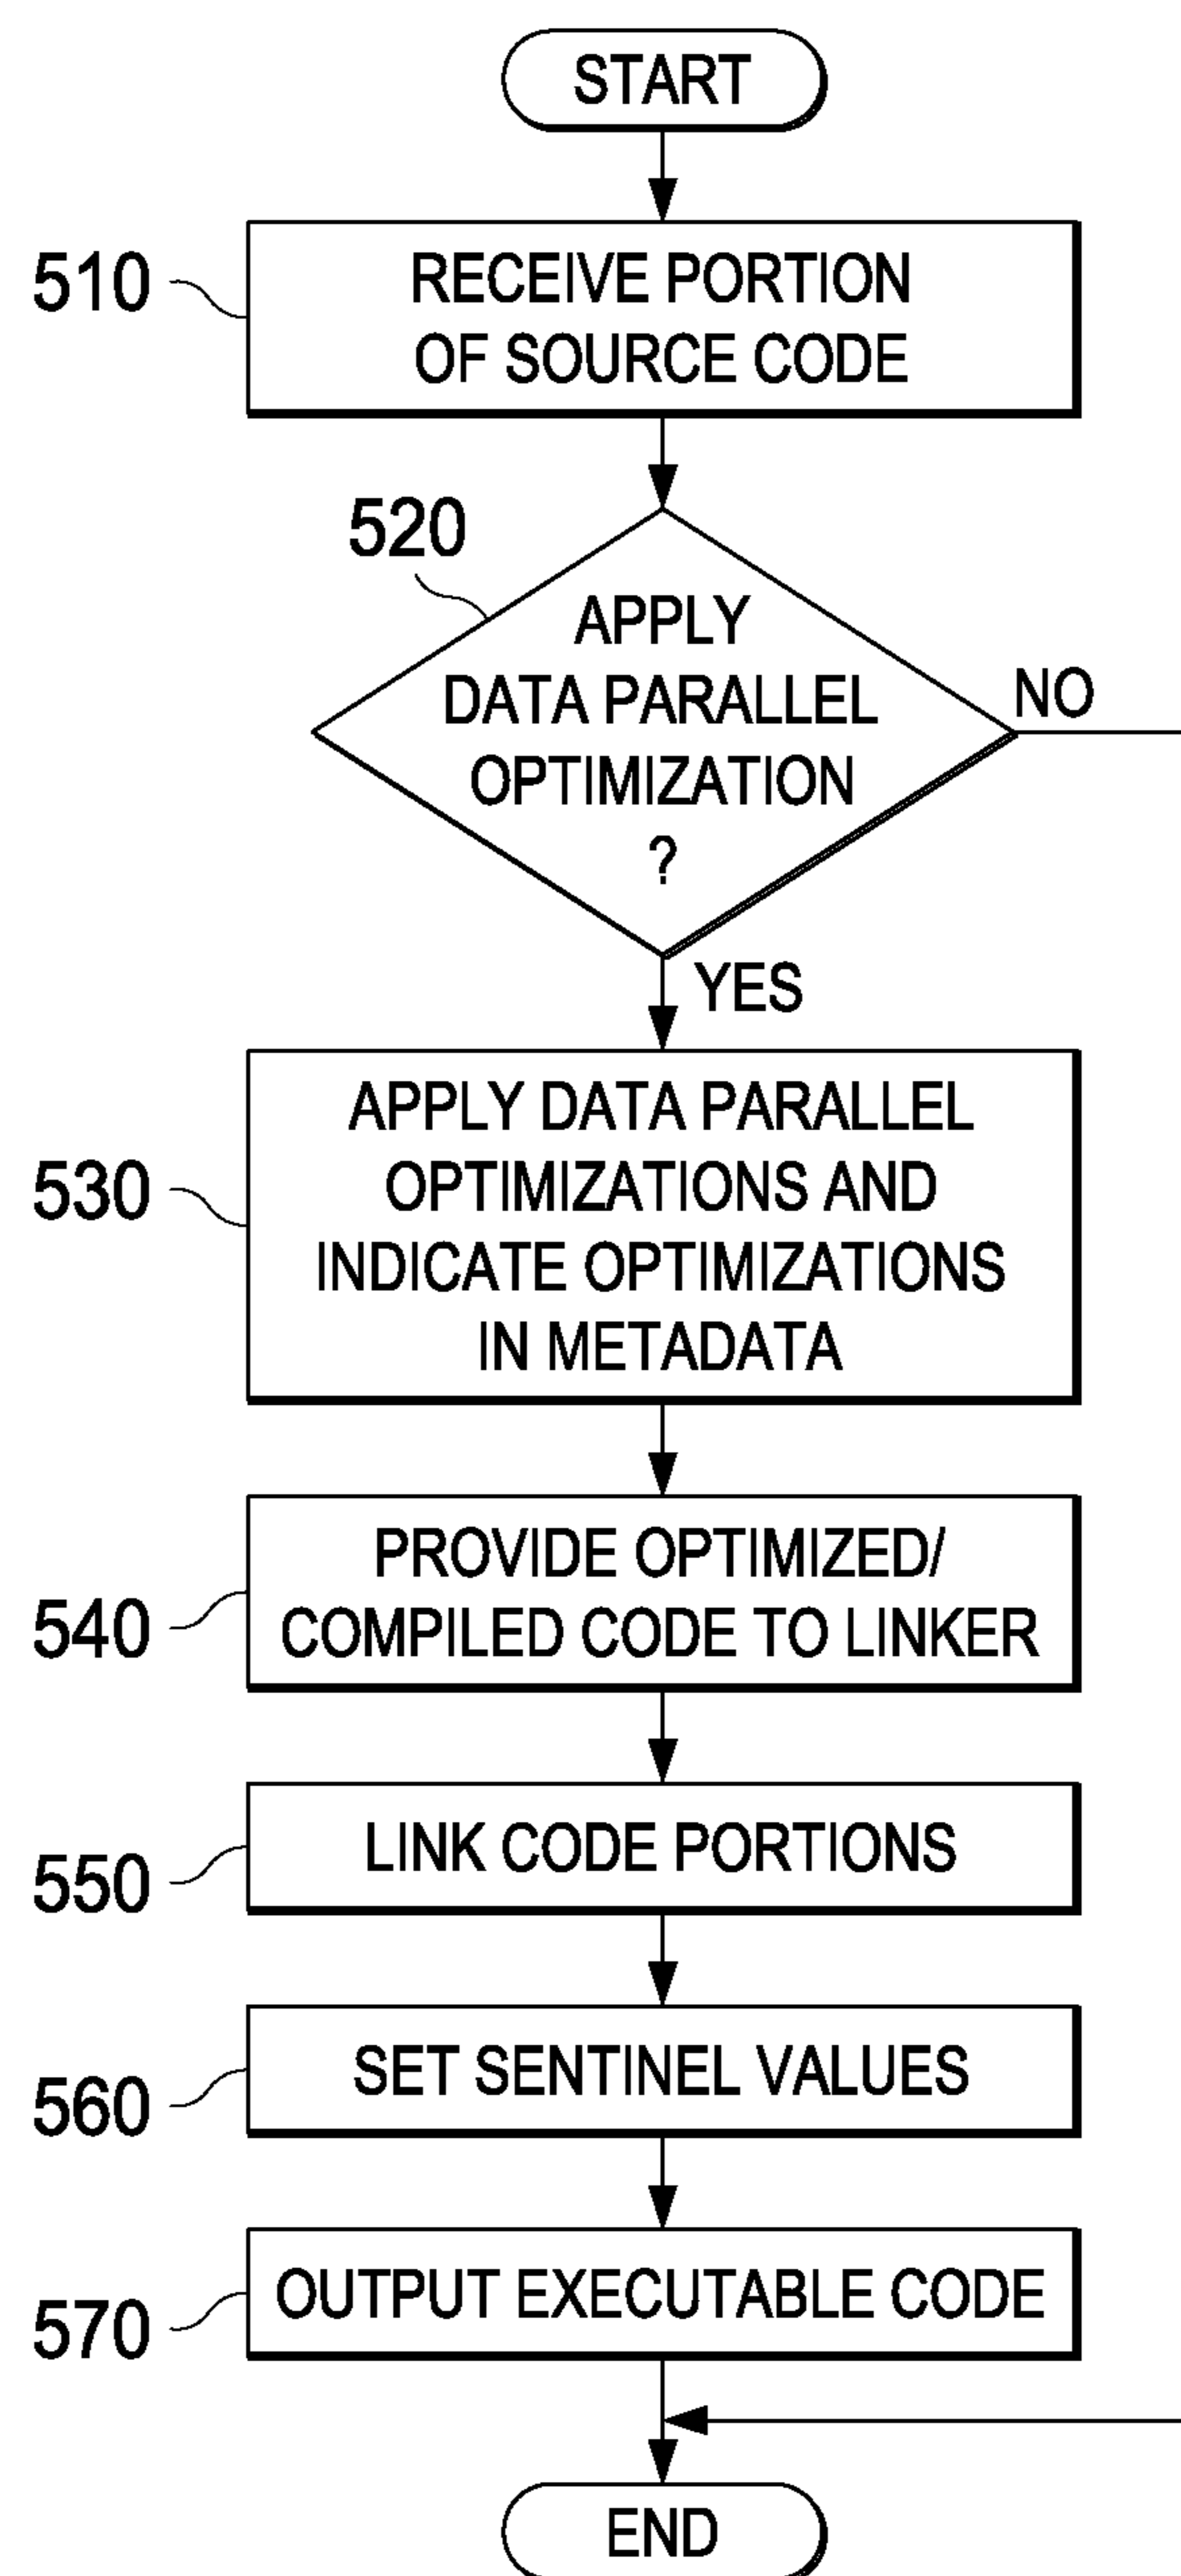 START
510
RECEIVE PORTION
OF SOURCE CODE
520
APPLY
DATA PARALLEL
OPTIMIZATION
?
NO
YES
530
APPLY DATA PARALLEL
OPTIMIZATIONS AND
INDICATE OPTIMIZATIONS
IN METADATA
540
PROVIDE OPTIMIZED/
COMPILED CODE TO LINKER
550
LINK CODE PORTIONS
560
SET SENTINEL VALUES
570
OUTPUT EXECUTABLE CODE
END